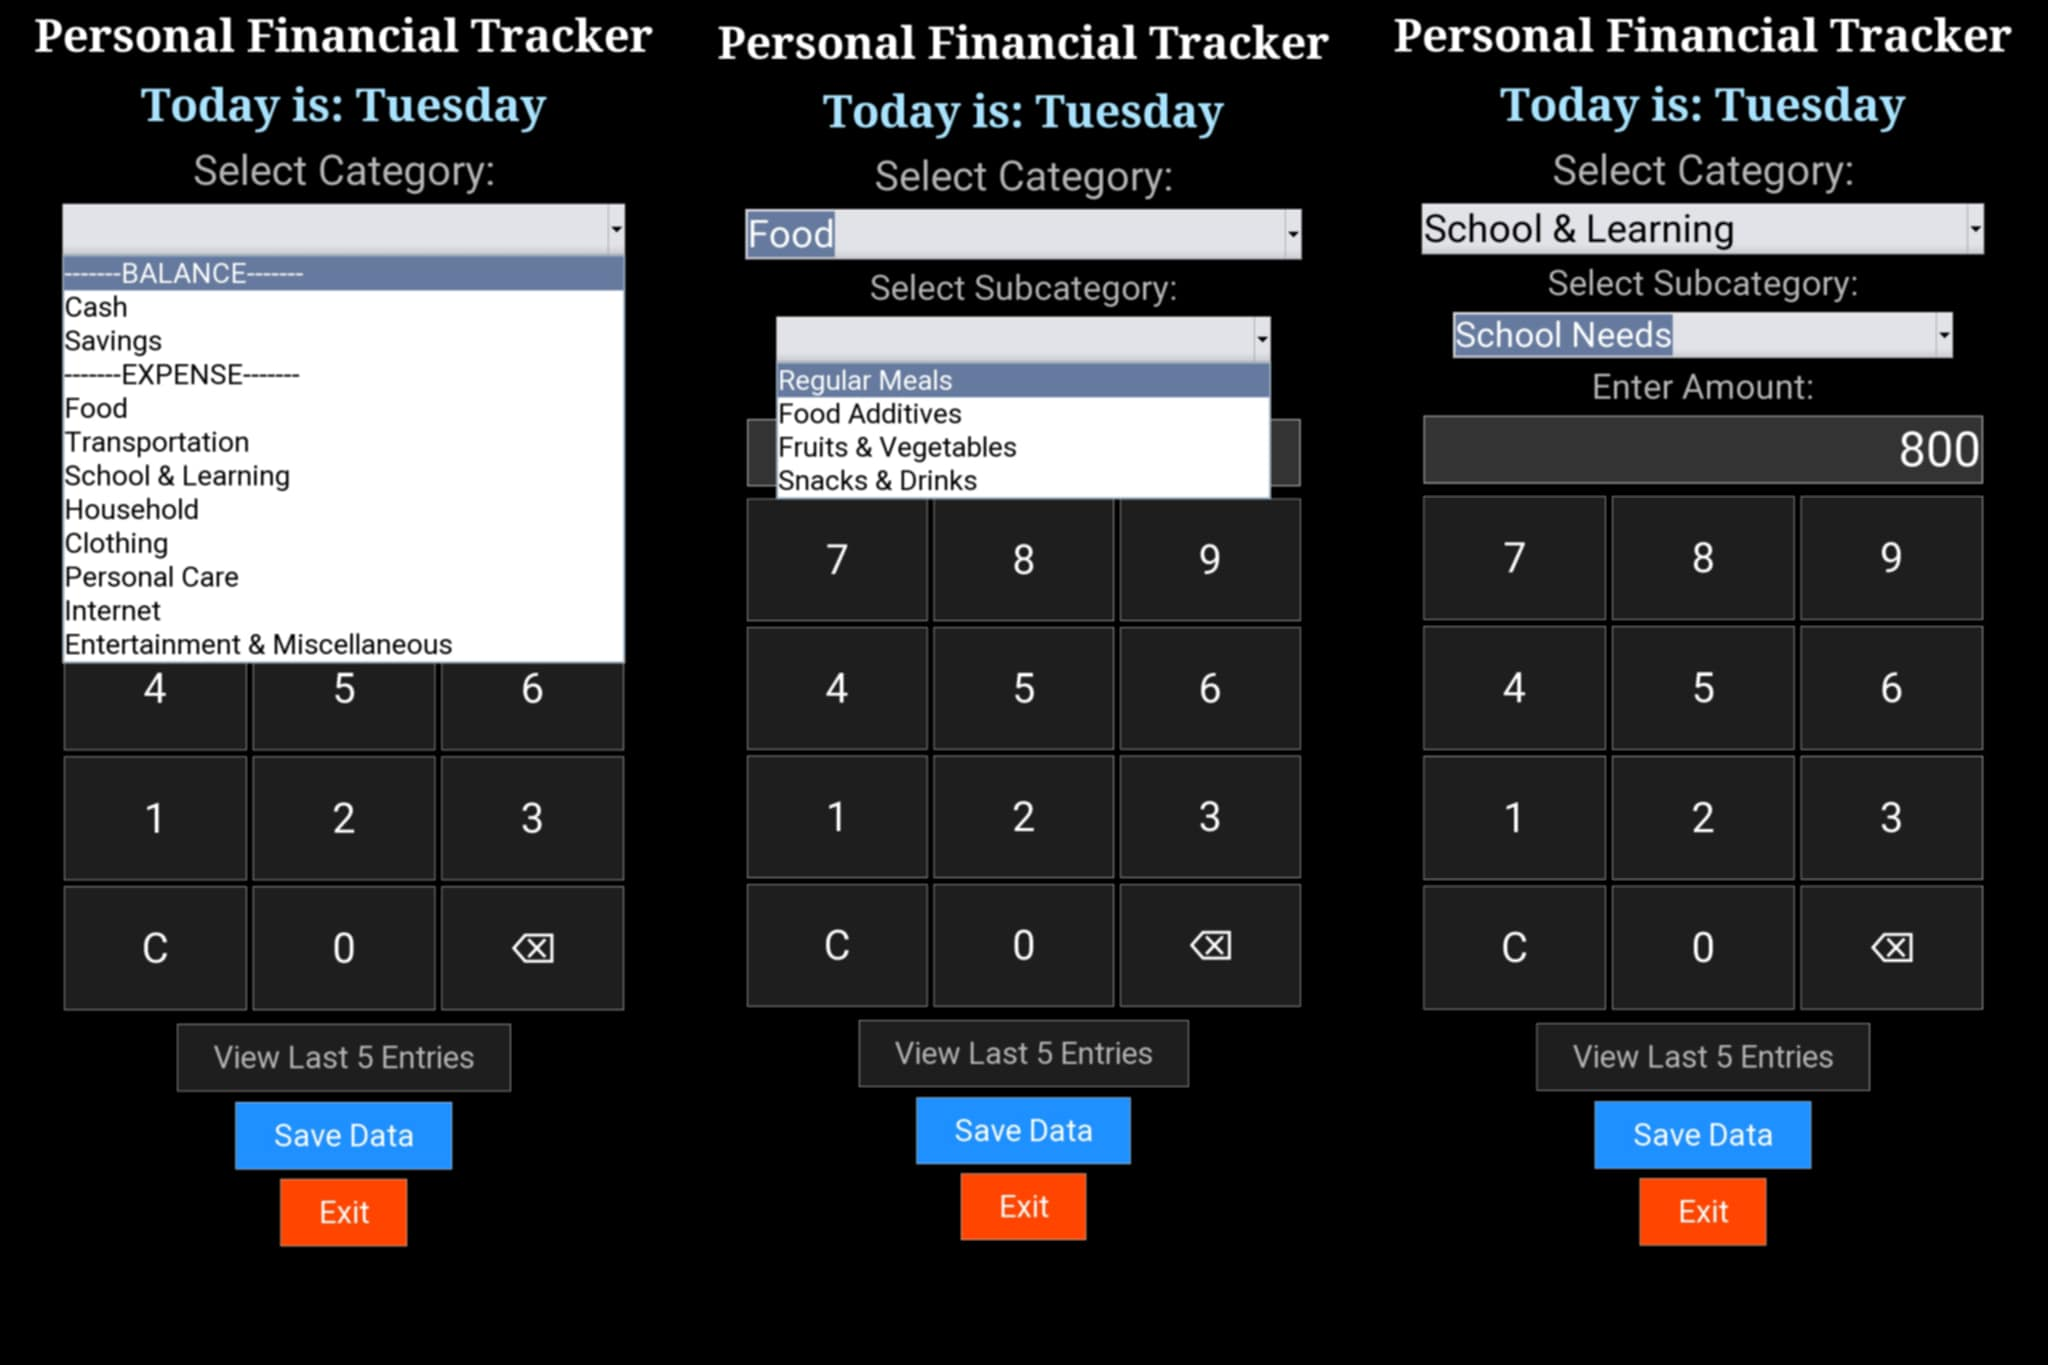 Personal Financial Tracker
Today is: Tuesday
Select Category:
-------BALANCE-------
Cash
Savings
-------EXPENSE-------
Food
Transportation
School & Learning
Household
Clothing
Personal Care
Internet
Entertainment & Miscellaneous
4 5 6
1 2 3
C 0
View Last 5 Entries
Save Data
Exit
Personal Financial Tracker
Today is: Tuesday
Select Category:
Food
Select Subcategory:
Regular Meals
Food Additives
Fruits & Vegetables
Snacks & Drinks
7 8 9
4 5 6
1 2 3
C 0
View Last 5 Entries
Save Data
Exit
Personal Financial Tracker
Today is: Tuesday
Select Category:
School & Learning
Select Subcategory:
School Needs
Enter Amount:
800
7 8 9
4 5 6
1 2 3
C 0
View Last 5 Entries
Save Data
Exit